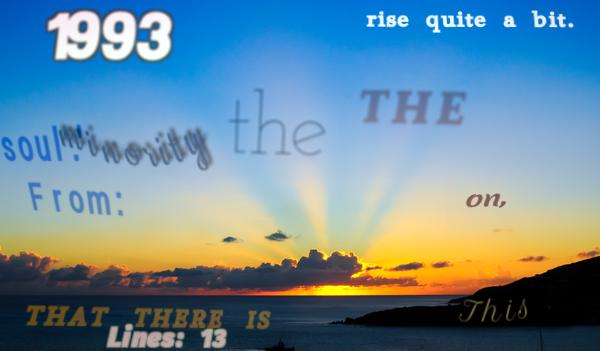 rise quite a bit.
1993
the
THE
soul."
minority
From:
on,
THAT THERE IS
This
Lines: 13